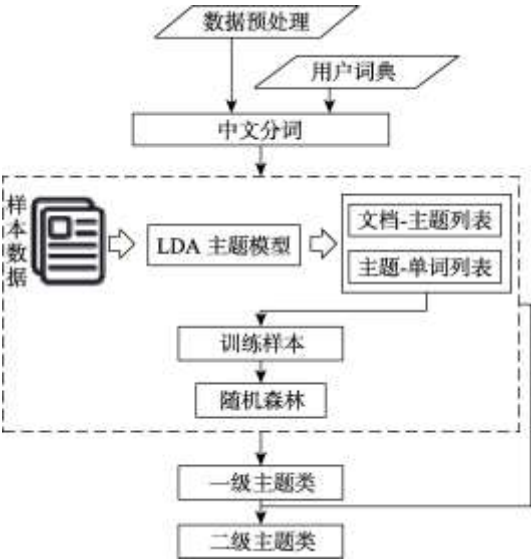 数据预处理
用户词典
中文分词
样本数据
LDA 主题模型
文档-主题列表
主题-单词列表
训练样本
随机森林
一级主题类
二级主题类